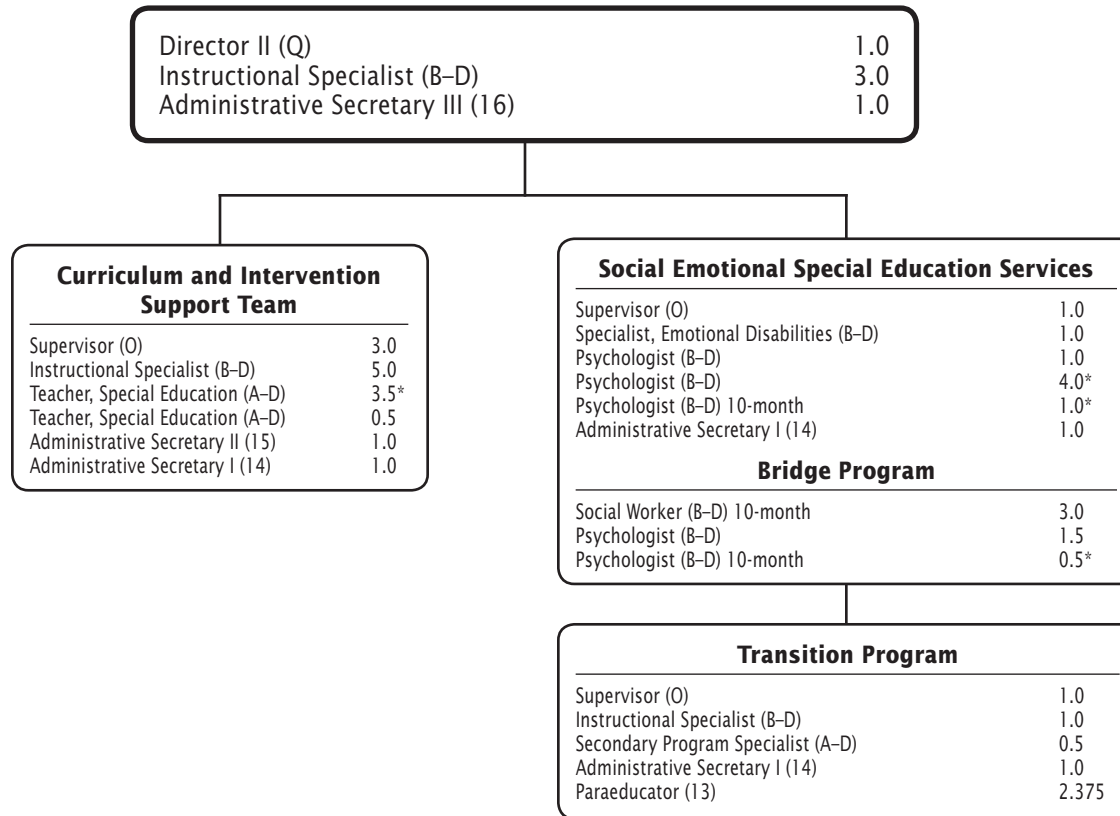 Director II (Q) 1.0
Instructional Specialist (B–D) 3.0
Administrative Secretary III (16) 1.0
Curriculum and Intervention
Support Team
Supervisor (O) 3.0
Instructional Specialist (B–D) 5.0
Teacher, Special Education (A–D) 3.5*
Teacher, Special Education (A–D) 0.5
Administrative Secretary II (15) 1.0
Administrative Secretary I (14) 1.0
Social Emotional Special Education Services
Supervisor (O) 1.0
Specialist, Emotional Disabilities (B–D) 1.0
Psychologist (B–D) 1.0
Psychologist (B–D) 4.0*
Psychologist (B–D) 10-month 1.0*
Administrative Secretary I (14) 1.0
Bridge Program
Social Worker (B–D) 10-month 3.0
Psychologist (B–D) 1.5
Psychologist (B–D) 10-month 0.5*
Transition Program
Supervisor (O) 1.0
Instructional Specialist (B–D) 1.0
Secondary Program Specialist (A–D) 0.5
Administrative Secretary I (14) 1.0
Paraeducator (13) 2.375